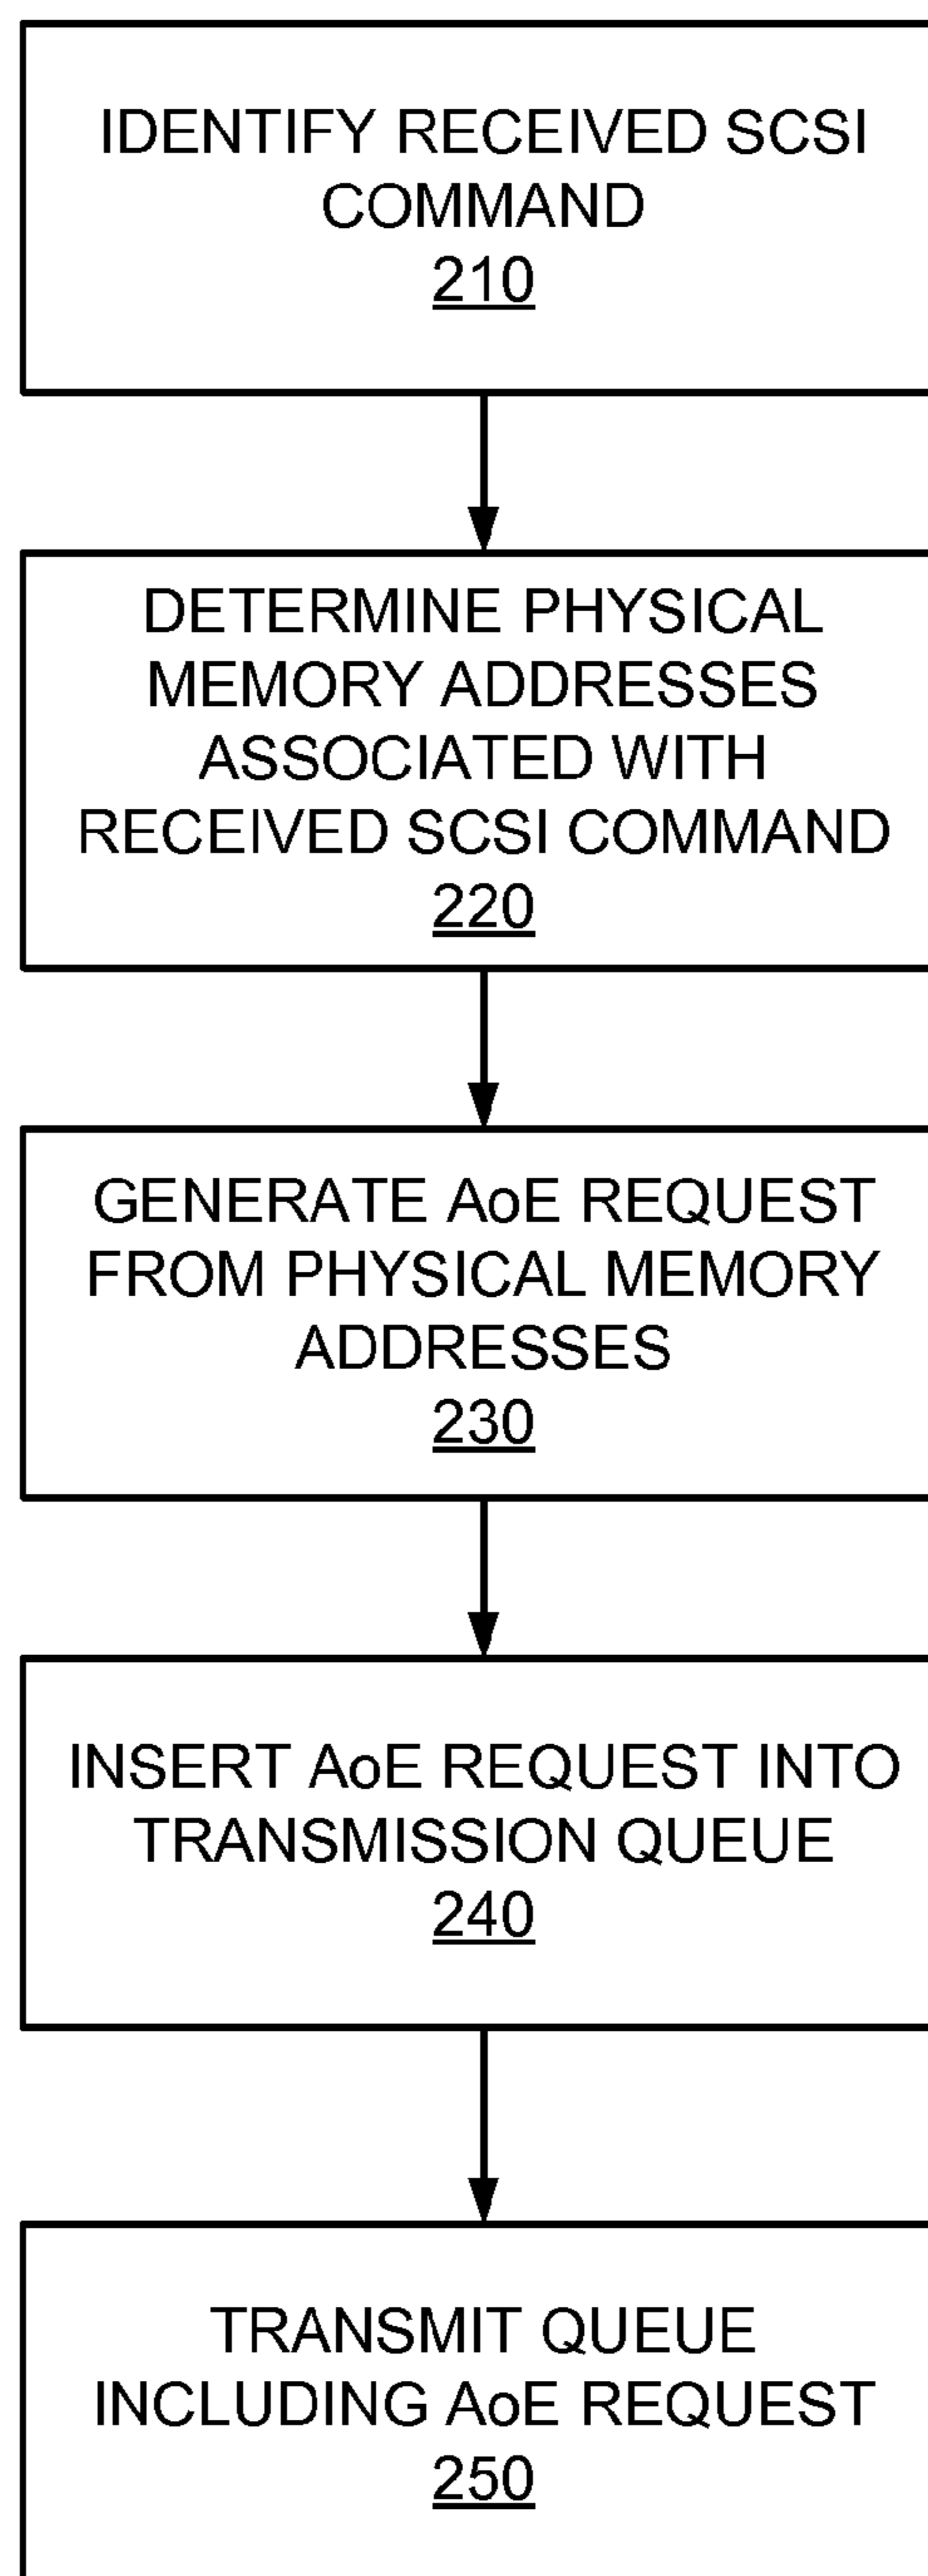 IDENTIFY RECEIVED SCSI
COMMAND
210
DETERMINE PHYSICAL
MEMORY ADDRESSES
ASSOCIATED WITH
RECEIVED SCSI COMMAND
220
GENERATE AoE REQUEST
FROM PHYSICAL MEMORY
ADDRESSES
230
INSERT AoE REQUEST INTO
TRANSMISSION QUEUE
240
TRANSMIT QUEUE
INCLUDING AoE REQUEST
250